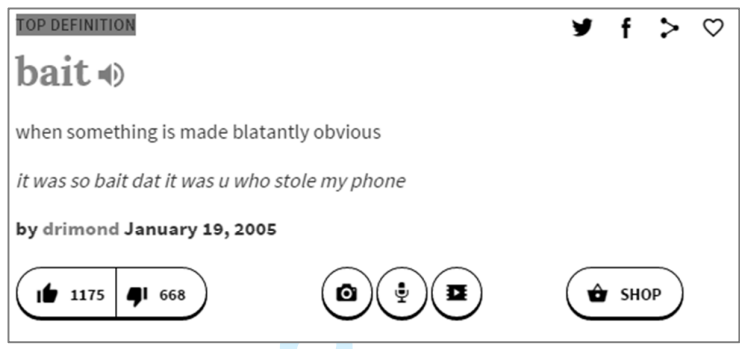 TOP DEFINITION
bait
when something is made blatantly obvious
it was so bait dat it was u who stole my phone
by drimond January 19, 2005
1175 668 SHOP